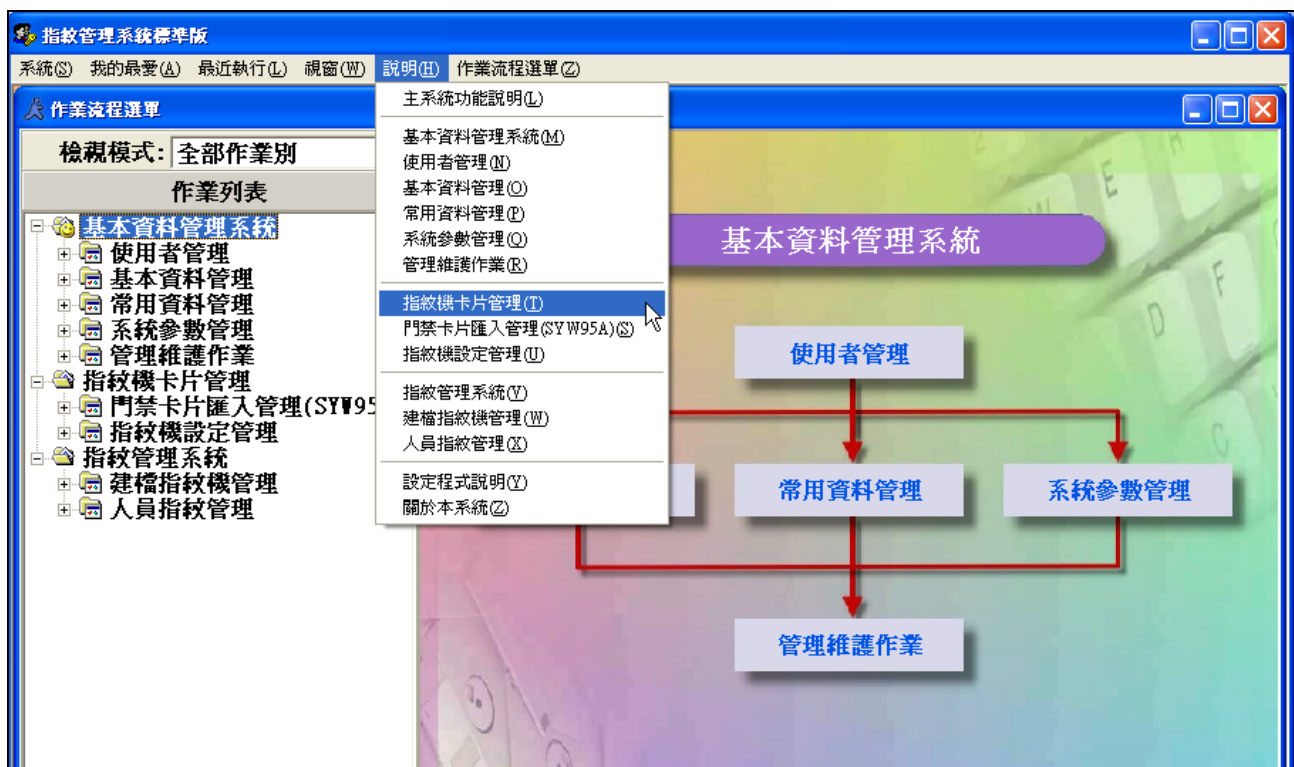 指紋管理系統標準版
系統(S) 我的最愛(A) 最近執行(L) 視窗(W) 說明(H) 作業流程選單(Z)
作業流程選單
檢視模式: 全部作業別
作業列表
基本資料管理系統
使用者管理
基本資料管理
常用資料管理
系統參數管理
管理維護作業
指紋機卡片管理
門禁卡片匯入管理(SYW95
指紋機設定管理
指紋管理系統
建檔指紋機管理
人員指紋管理
主系統功能說明(L)
基本資料管理系統(M)
使用者管理(N)
基本資料管理(O)
常用資料管理(P)
系統參數管理(Q)
管理維護作業(R)
指紋機卡片管理(T)
門禁卡片匯入管理(SYW95A)(S)
指紋機設定管理(U)
指紋管理系統(V)
建檔指紋機管理(W)
人員指紋管理(X)
設定程式說明(Y)
關於本系統(Z)
基本資料管理系統
使用者管理
常用資料管理
系統參數管理
管理維護作業